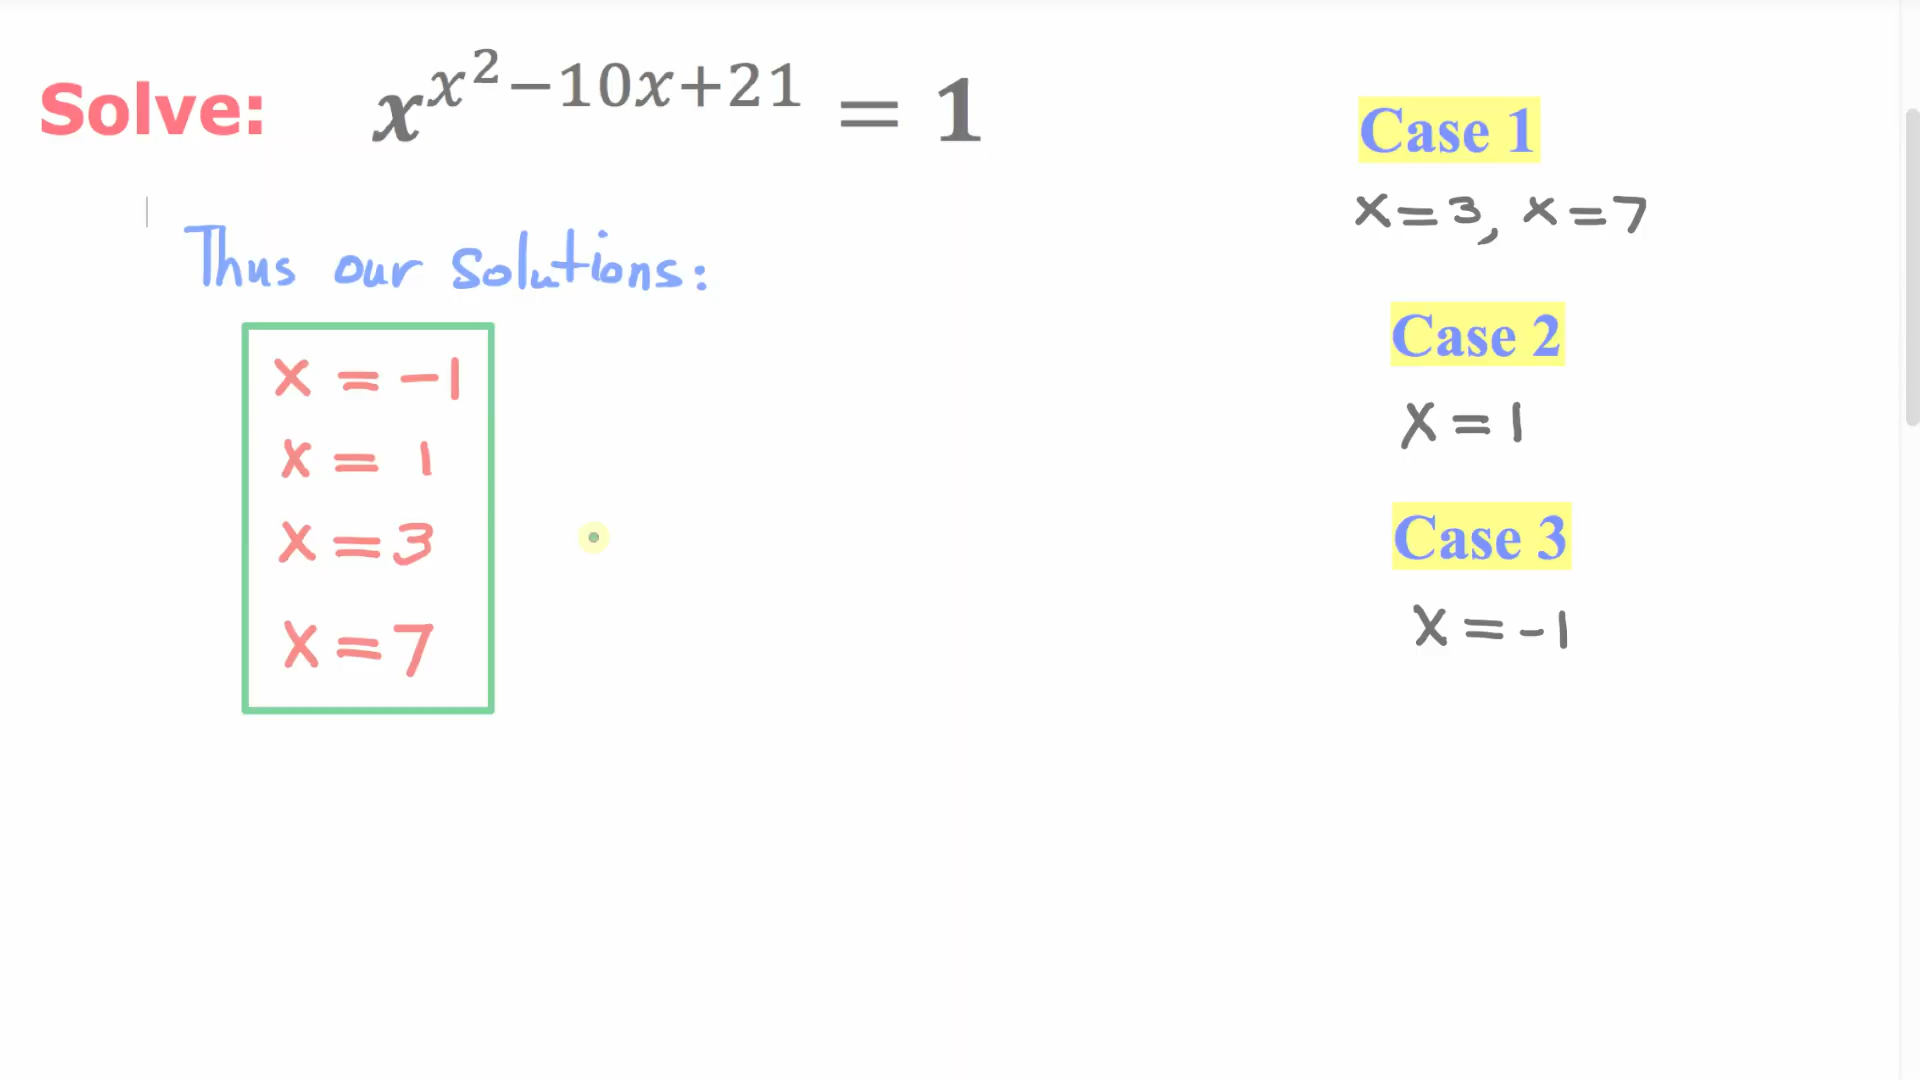 Solve: x^{x^2-10x+21} = 1
Thus our solutions:
x = -1
x = 1
x = 3
x = 7
Case 1
x = 3, x = 7
Case 2
x = 1
Case 3
x = -1